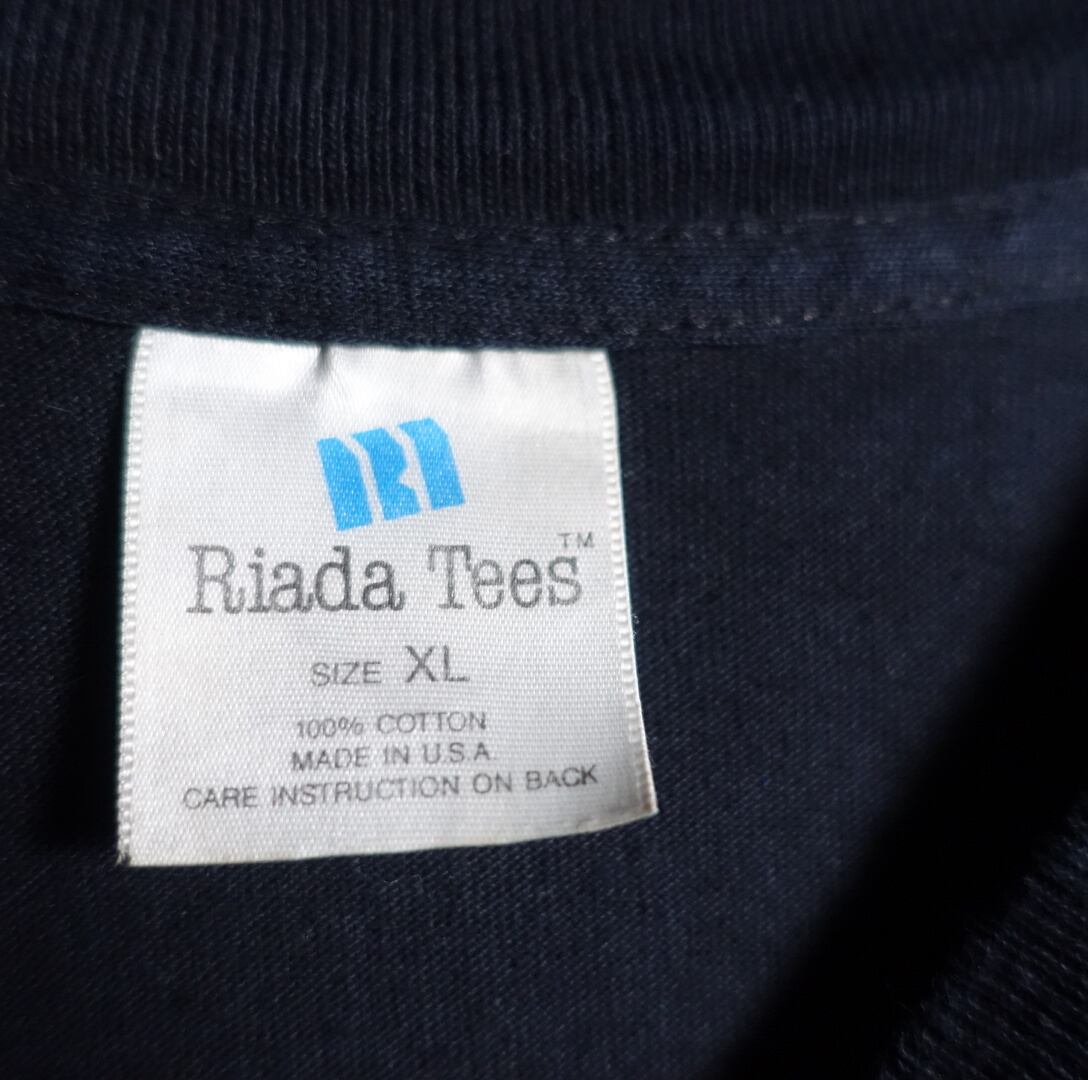 Riada Tees™
SIZE XL
100% COTTON
MADE IN U.S.A.
CARE INSTRUCTION ON BACK